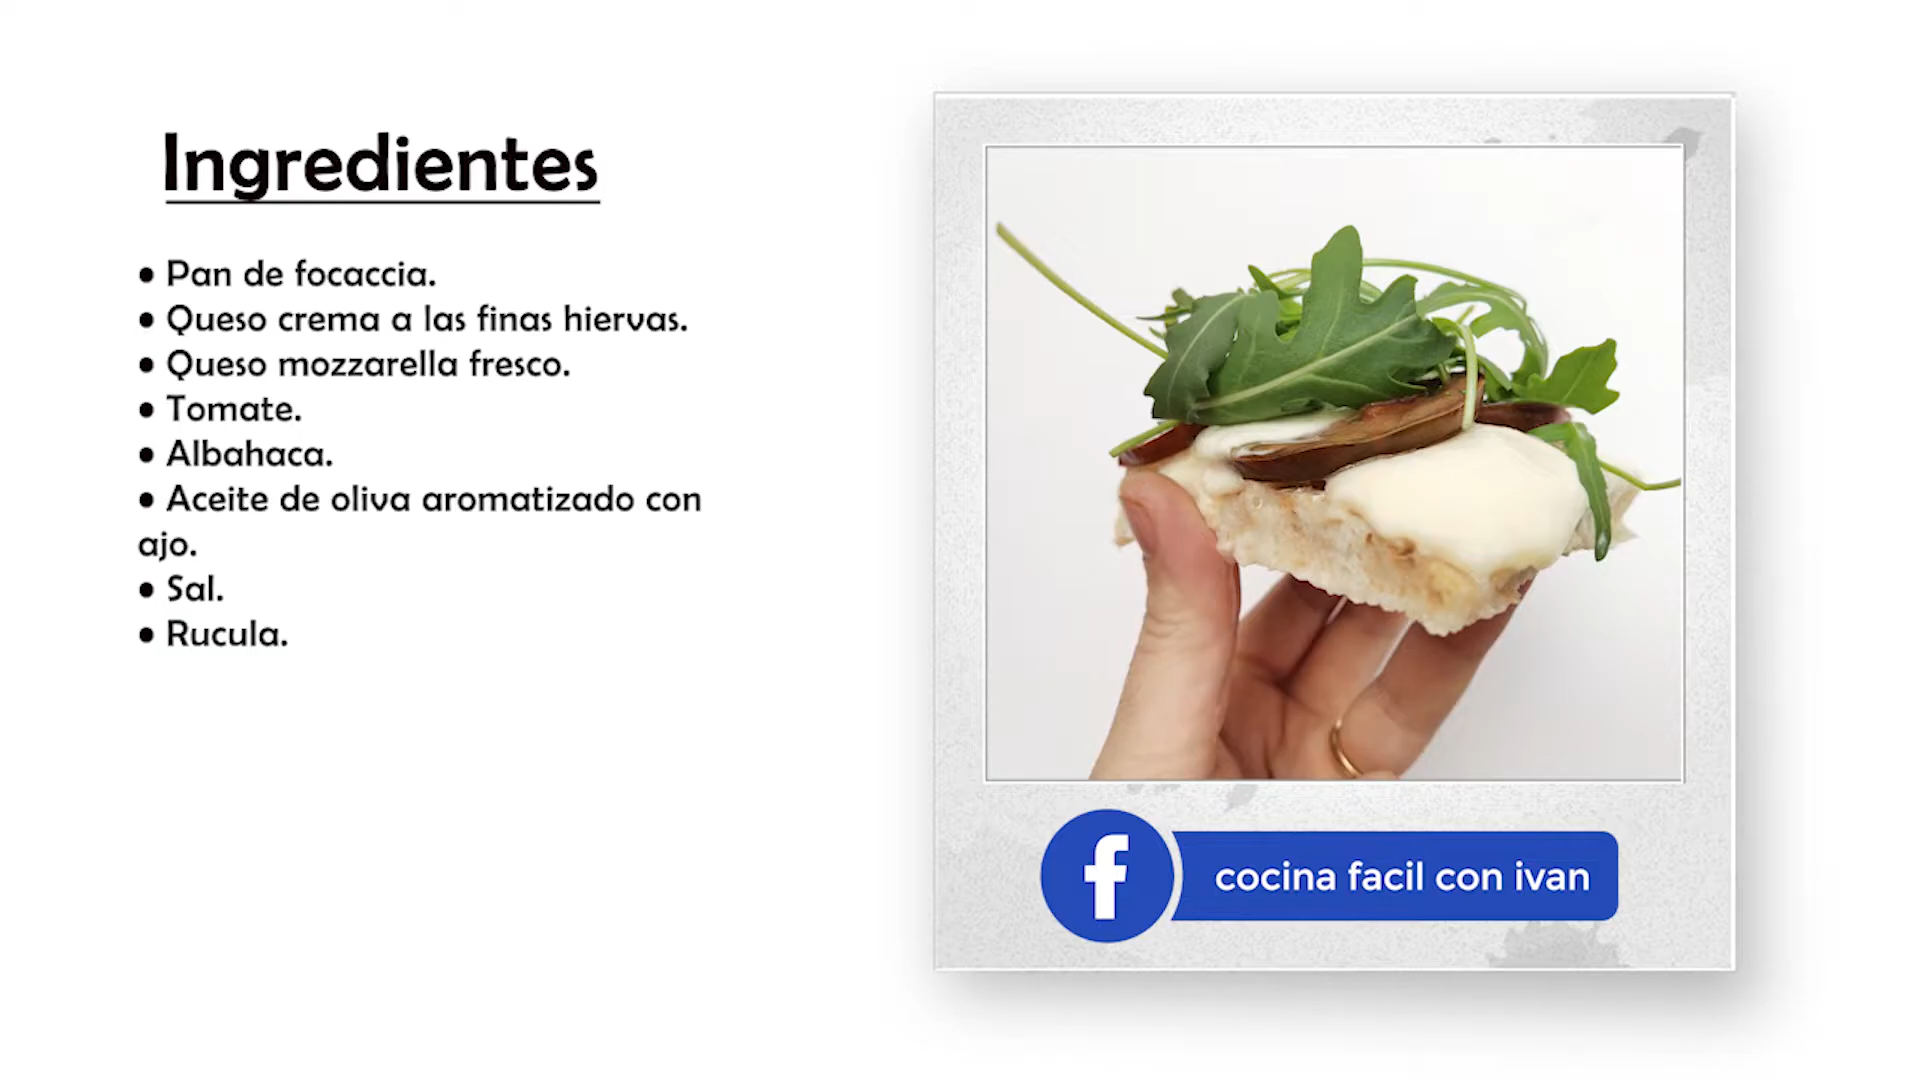 Ingredientes
• Pan de focaccia.
• Queso crema a las finas hiervas.
• Queso mozzarella fresco.
• Tomate.
• Albahaca.
• Aceite de oliva aromatizado con
ajo.
• Sal.
• Rucula.
f cocina facil con ivan